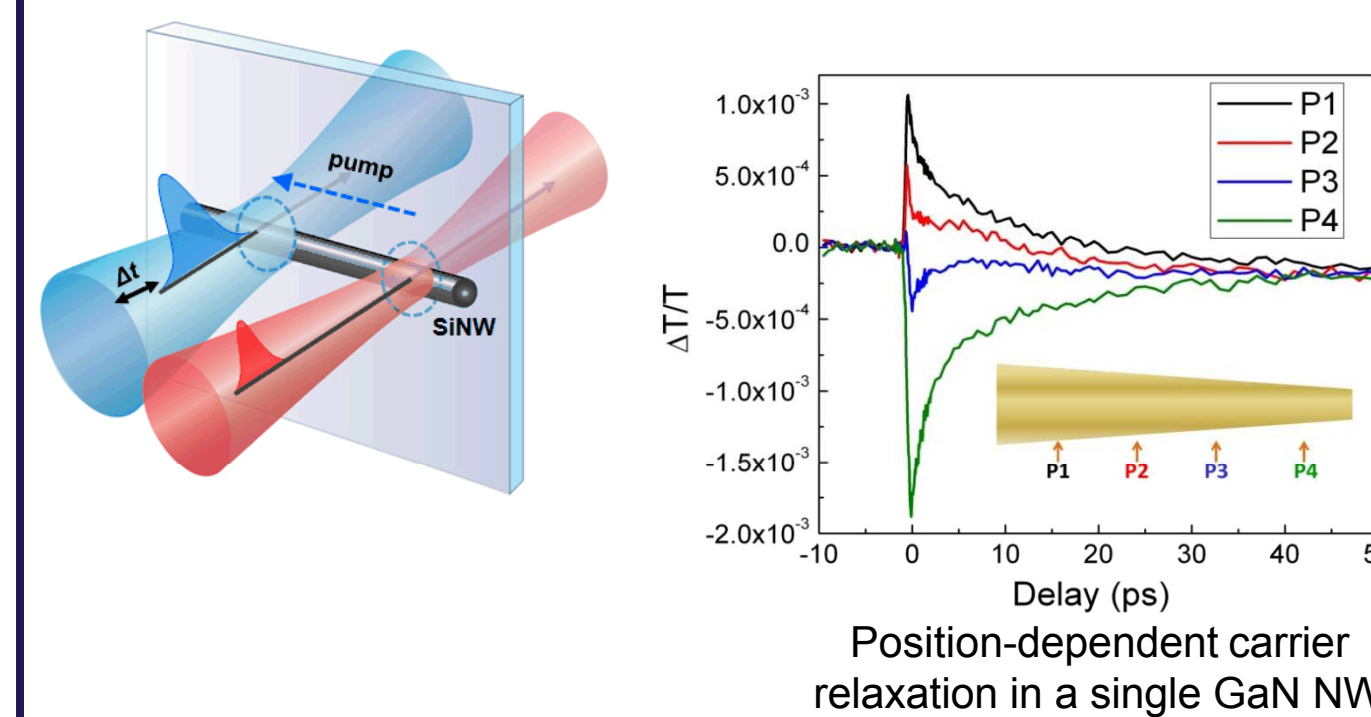 pump
Δt
SiNW
1.0x10⁻³
5.0x10⁻⁴
0.0
-5.0x10⁻⁴
-1.0x10⁻³
-1.5x10⁻³
-2.0x10⁻³
ΔT/T
P1
P2
P3
P4
P1 P2 P3 P4
-10 0 10 20 30 40
Delay (ps)
Position-dependent carrier
relaxation in a single GaN NW